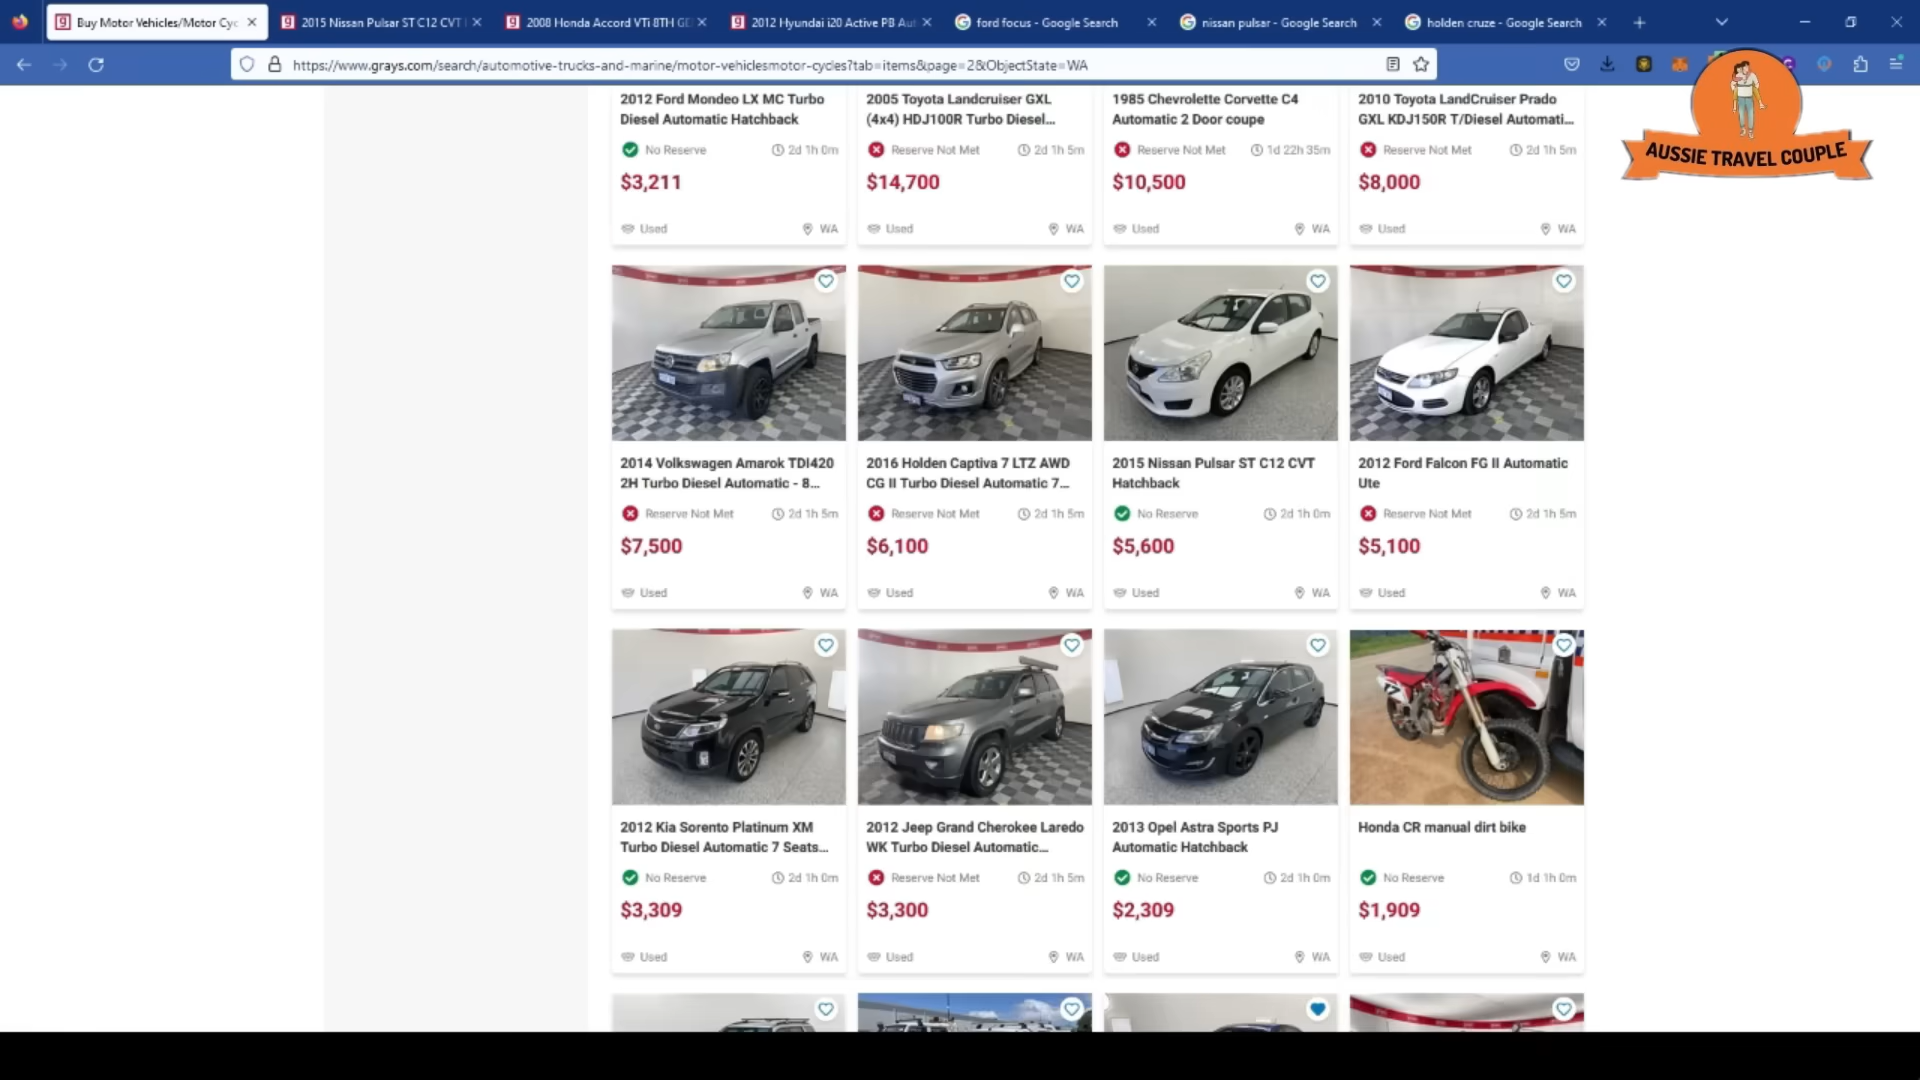 Buy Motor Vehicles/Motor Cyc
2015 Nissan Pulsar ST C12 CVT
2008 Honda Accord VTi 8TH GE
2012 Hyundai i20 Active PB Aut
ford focus - Google Search
nissan pulsar - Google Search
holden cruze - Google Search
https://www.grays.com/search/automotive-trucks-and-marine/motor-vehiclesmotor-cycles?tab=items&page=2&ObjectState=WA
AUSSIE TRAVEL COUPLE
2012 Ford Mondeo LX MC Turbo
Diesel Automatic Hatchback
No Reserve 2d 1h 0m
$3,211
Used WA
2005 Toyota Landcruiser GXL
(4x4) HDJ100R Turbo Diesel...
Reserve Not Met 2d 1h 5m
$14,700
Used WA
1985 Chevrolette Corvette C4
Automatic 2 Door coupe
Reserve Not Met 1d 22h 35m
$10,500
Used WA
2010 Toyota LandCruiser Prado
GXL KDJ150R T/Diesel Automati...
Reserve Not Met 2d 1h 5m
$8,000
Used WA
2014 Volkswagen Amarok TDI420
2H Turbo Diesel Automatic - 8...
Reserve Not Met 2d 1h 5m
$7,500
Used WA
2016 Holden Captiva 7 LTZ AWD
CG II Turbo Diesel Automatic 7...
Reserve Not Met 2d 1h 5m
$6,100
Used WA
2015 Nissan Pulsar ST C12 CVT
Hatchback
No Reserve 2d 1h 0m
$5,600
Used WA
2012 Ford Falcon FG II Automatic
Ute
Reserve Not Met 2d 1h 5m
$5,100
Used WA
2012 Kia Sorento Platinum XM
Turbo Diesel Automatic 7 Seats...
No Reserve 2d 1h 0m
$3,309
Used WA
2012 Jeep Grand Cherokee Laredo
WK Turbo Diesel Automatic...
Reserve Not Met 2d 1h 5m
$3,300
Used WA
2013 Opel Astra Sports PJ
Automatic Hatchback
No Reserve 2d 1h 0m
$2,309
Used WA
Honda CR manual dirt bike
No Reserve 1d 1h 0m
$1,909
Used WA